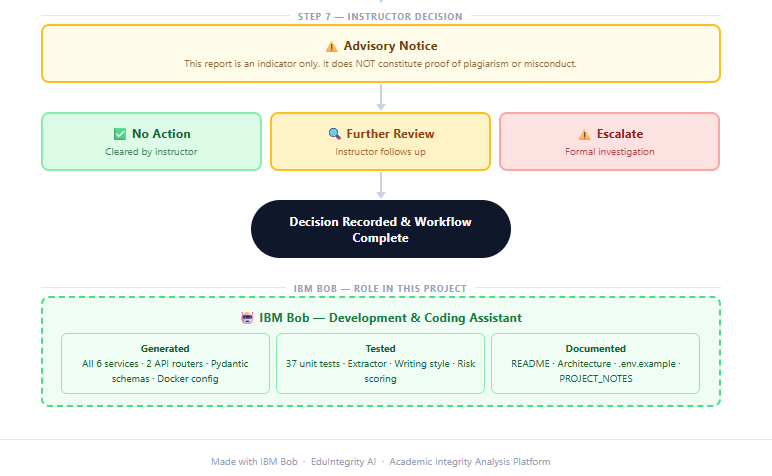 STEP 7 — INSTRUCTOR DECISION
⚠️ Advisory Notice
This report is an indicator only. It does NOT constitute proof of plagiarism or misconduct.
✅ No Action
Cleared by instructor
🔍 Further Review
Instructor follows up
⚠️ Escalate
Formal investigation
Decision Recorded & Workflow
Complete
IBM BOB — ROLE IN THIS PROJECT
IBM Bob — Development & Coding Assistant
Generated
All 6 services · 2 API routers · Pydantic
schemas · Docker config
Tested
37 unit tests · Extractor · Writing style · Risk
scoring
Documented
README · Architecture · .env.example ·
PROJECT_NOTES
Made with IBM Bob · EduIntegrity AI · Academic Integrity Analysis Platform